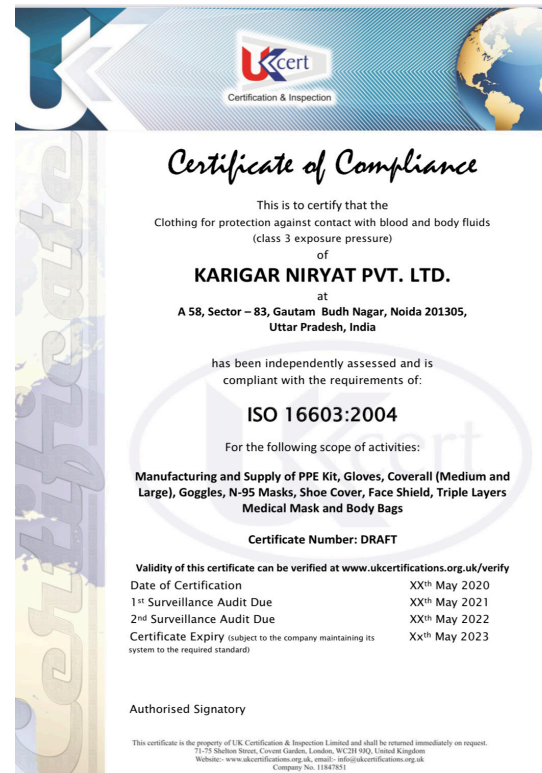 UKcert
Certification & Inspection
Certificate
Certificate of Compliance
This is to certify that the
Clothing for protection against contact with blood and body fluids
(class 3 exposure pressure)
of
KARIGAR NIRYAT PVT. LTD.
at
A 58, Sector – 83, Gautam Budh Nagar, Noida 201305,
Uttar Pradesh, India
has been independently assessed and is
compliant with the requirements of:
ISO 16603:2004
For the following scope of activities:
Manufacturing and Supply of PPE Kit, Gloves, Coverall (Medium and
Large), Goggles, N-95 Masks, Shoe Cover, Face Shield, Triple Layers
Medical Mask and Body Bags
Certificate Number: DRAFT
Validity of this certificate can be verified at www.ukcertifications.org.uk/verify
Date of Certification XXth May 2020
1st Surveillance Audit Due XXth May 2021
2nd Surveillance Audit Due XXth May 2022
Certificate Expiry (subject to the company maintaining its Xxth May 2023
system to the required standard)
Authorised Signatory
This certificate is the property of UK Certification & Inspection Limited and shall be returned immediately on request.
71-75 Shelton Street, Covent Garden, London, WC2H 9JQ, United Kingdom
Website:- www.ukcertifications.org.uk, email:- info@ukcertifications.org.uk
Company No. 11847851